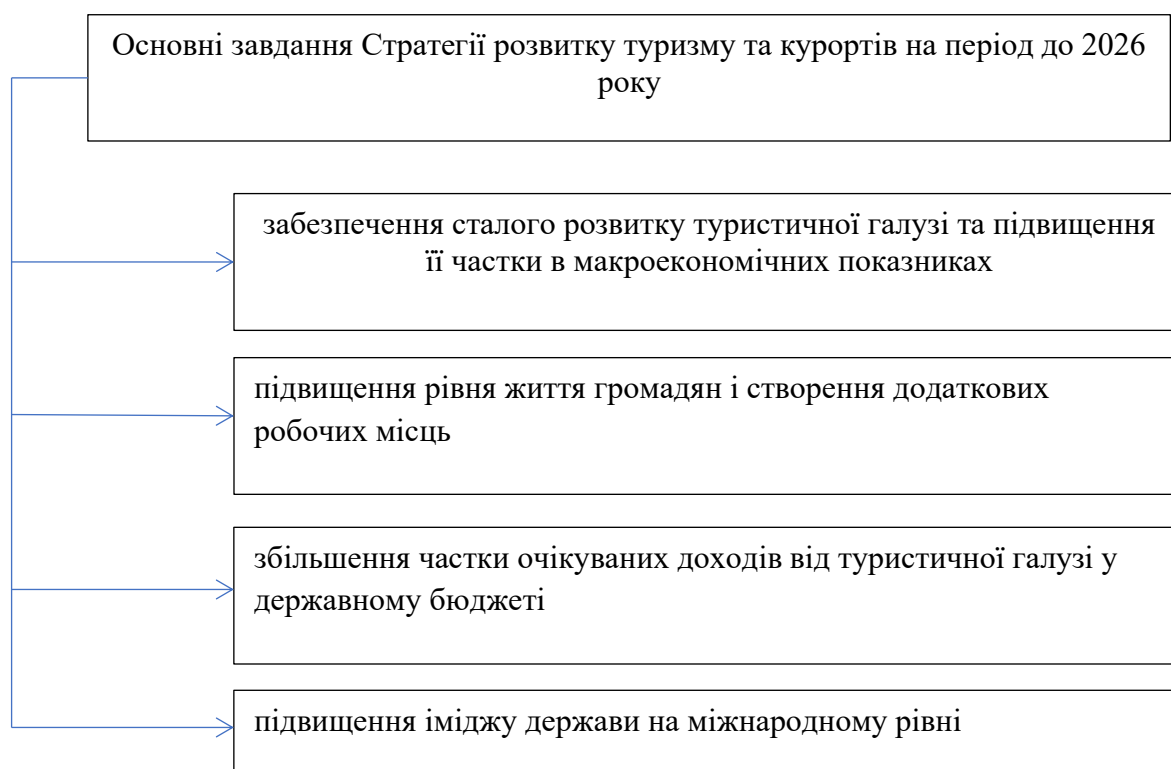 Основні завдання Стратегії розвитку туризму та курортів на період до 2026
року
забезпечення сталого розвитку туристичної галузі та підвищення
її частки в макроекономічних показниках
підвищення рівня життя громадян і створення додаткових
робочих місць
збільшення частки очікуваних доходів від туристичної галузі у
державному бюджеті
підвищення іміджу держави на міжнародному рівні